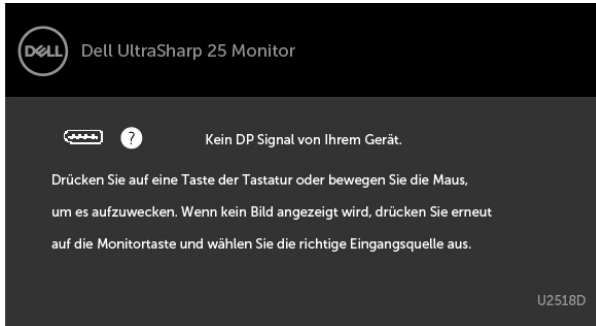 DELL
Dell UltraSharp 25 Monitor
? Kein DP Signal von Ihrem Gerät.
Drücken Sie auf eine Taste der Tastatur oder bewegen Sie die Maus,
um es aufzuwecken. Wenn kein Bild angezeigt wird, drücken Sie erneut
auf die Monitortaste und wählen Sie die richtige Eingangsquelle aus.
U2518D